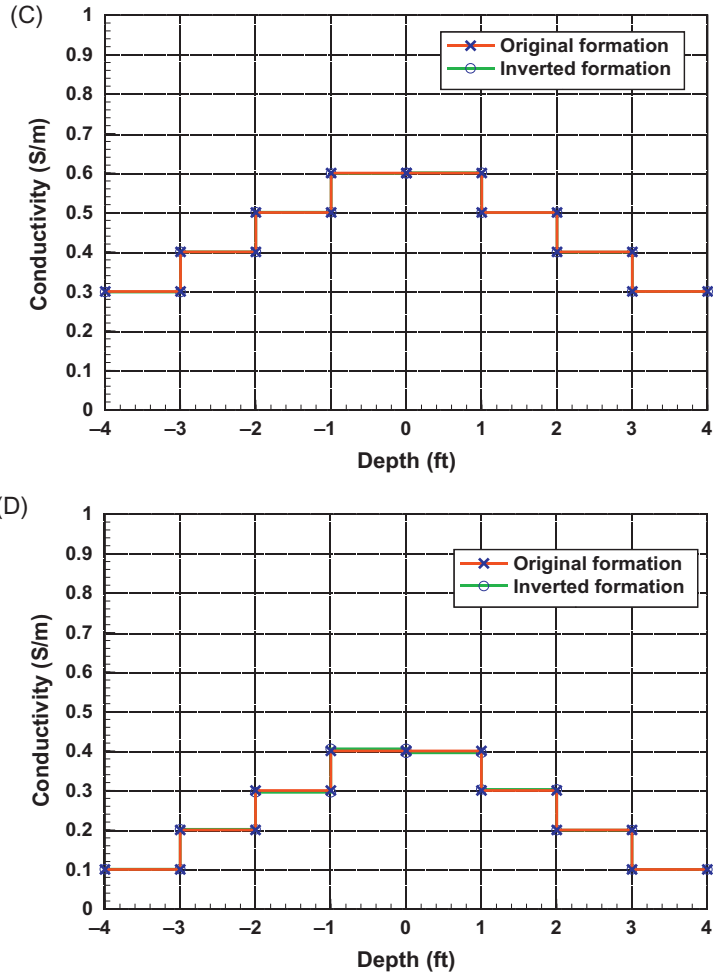 (C)
1
0.9
0.8
0.7
0.6
0.5
0.4
0.3
0.2
0.1
0
Conductivity (S/m)
Original formation
Inverted formation
–4 –3 –2 –1 0 1 2 3 4
Depth (ft)
(D)
1
0.9
0.8
0.7
0.6
0.5
0.4
0.3
0.2
0.1
0
Conductivity (S/m)
Original formation
Inverted formation
–4 –3 –2 –1 0 1 2 3 4
Depth (ft)